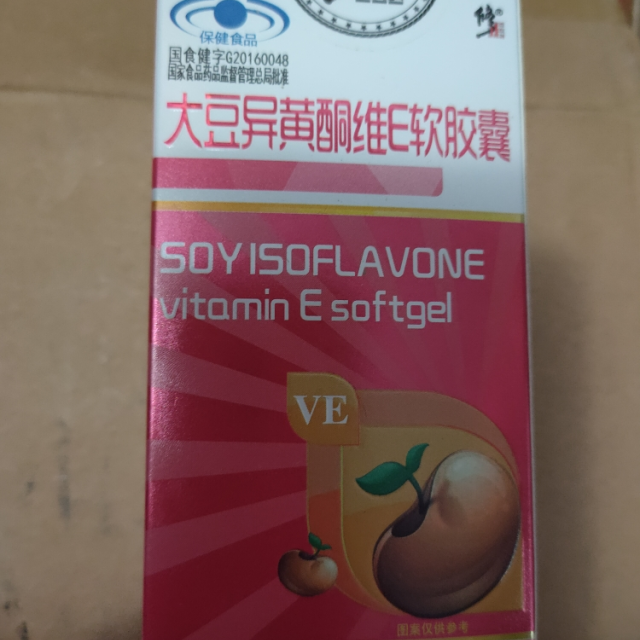 保健食品
国食健字G20160048
国家食品药品监督管理总局批准
大豆异黄酮维E软胶囊
SOY ISOFLAVONE
vitamin E softgel
VE
图案仅供参考